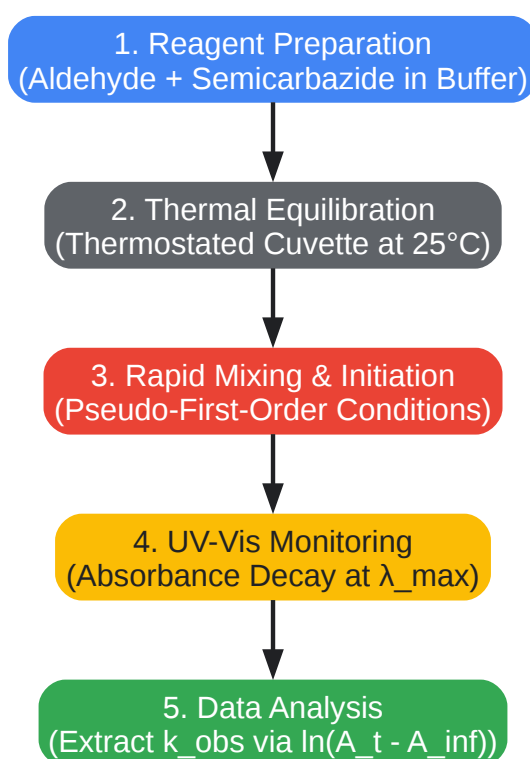 1. Reagent Preparation
(Aldehyde + Semicarbazide in Buffer)
2. Thermal Equilibration
(Thermostated Cuvette at 25°C)
3. Rapid Mixing & Initiation
(Pseudo-First-Order Conditions)
4. UV-Vis Monitoring
(Absorbance Decay at λ_max)
5. Data Analysis
(Extract k_obs via ln(A_t - A_inf))